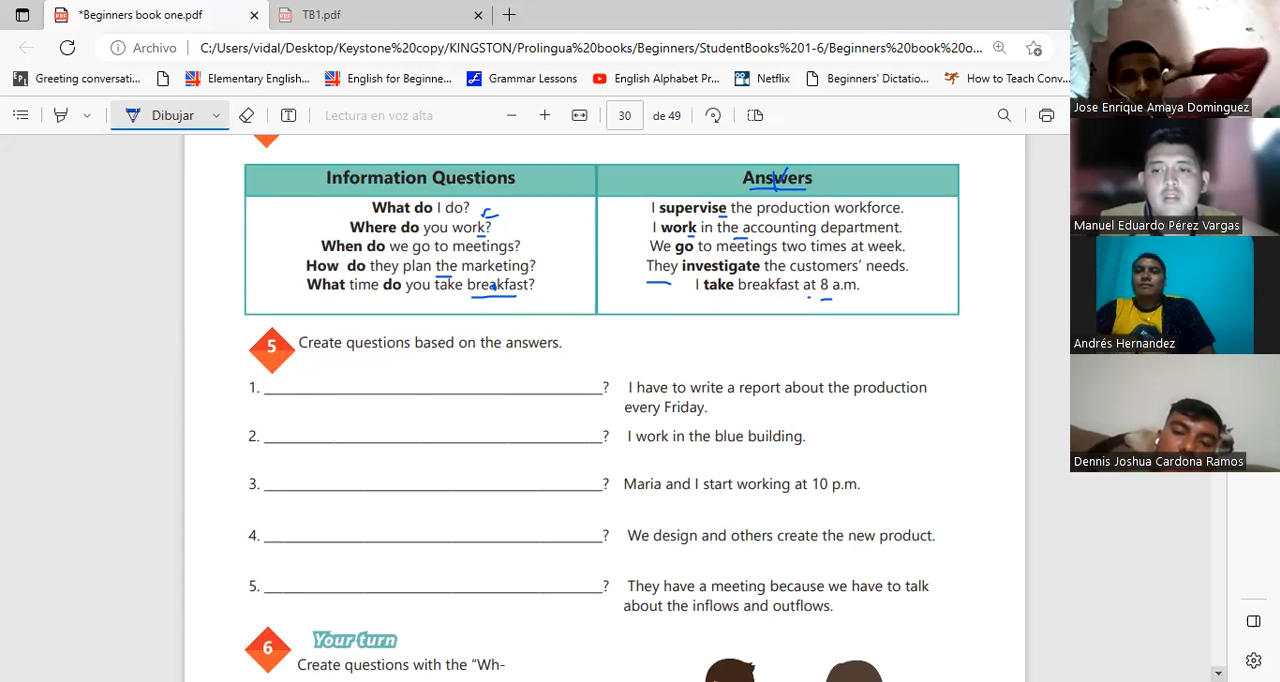 *Beginners book one.pdf
TB1.pdf
Archivo
C:/Users/vidal/Desktop/Keystone%20copy/KINGSTON/Prolingua%20books/Beginners/StudentBooks%201-6/Beginners%20book%20o...
Greeting conversati...
Elementary English...
English for Beginne...
Grammar Lessons
English Alphabet Pr...
Netflix
Beginners' Dictatio...
How to Teach Conv...
Dibujar
Lectura en voz alta
30
de 49
Information Questions
Answers
What do I do?
I supervise the production workforce.
Where do you work?
I work in the accounting department.
When do we go to meetings?
We go to meetings two times at week.
How do they plan the marketing?
They investigate the customers' needs.
What time do you take breakfast?
I take breakfast at 8 a.m.
5
Create questions based on the answers.
1. ______________________________________________? I have to write a report about the production
every Friday.
2. ______________________________________________? I work in the blue building.
3. ______________________________________________? Maria and I start working at 10 p.m.
4. ______________________________________________? We design and others create the new product.
5. ______________________________________________? They have a meeting because we have to talk
about the inflows and outflows.
6
Your turn
Create questions with the "Wh-
Jose Enrique Amaya Dominguez
Manuel Eduardo Pérez Vargas
Andrés Hernandez
Dennis Joshua Cardona Ramos